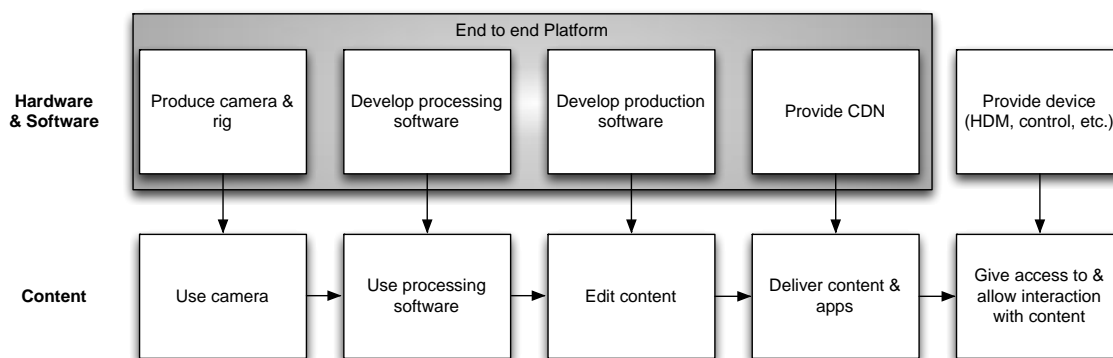 End to end Platform
Hardware
& Software
Produce camera &
rig
Develop processing
software
Develop production
software
Provide CDN
Provide device
(HDM, control, etc.)
Content
Use camera
Use processing
software
Edit content
Deliver content &
apps
Give access to &
allow interaction
with content